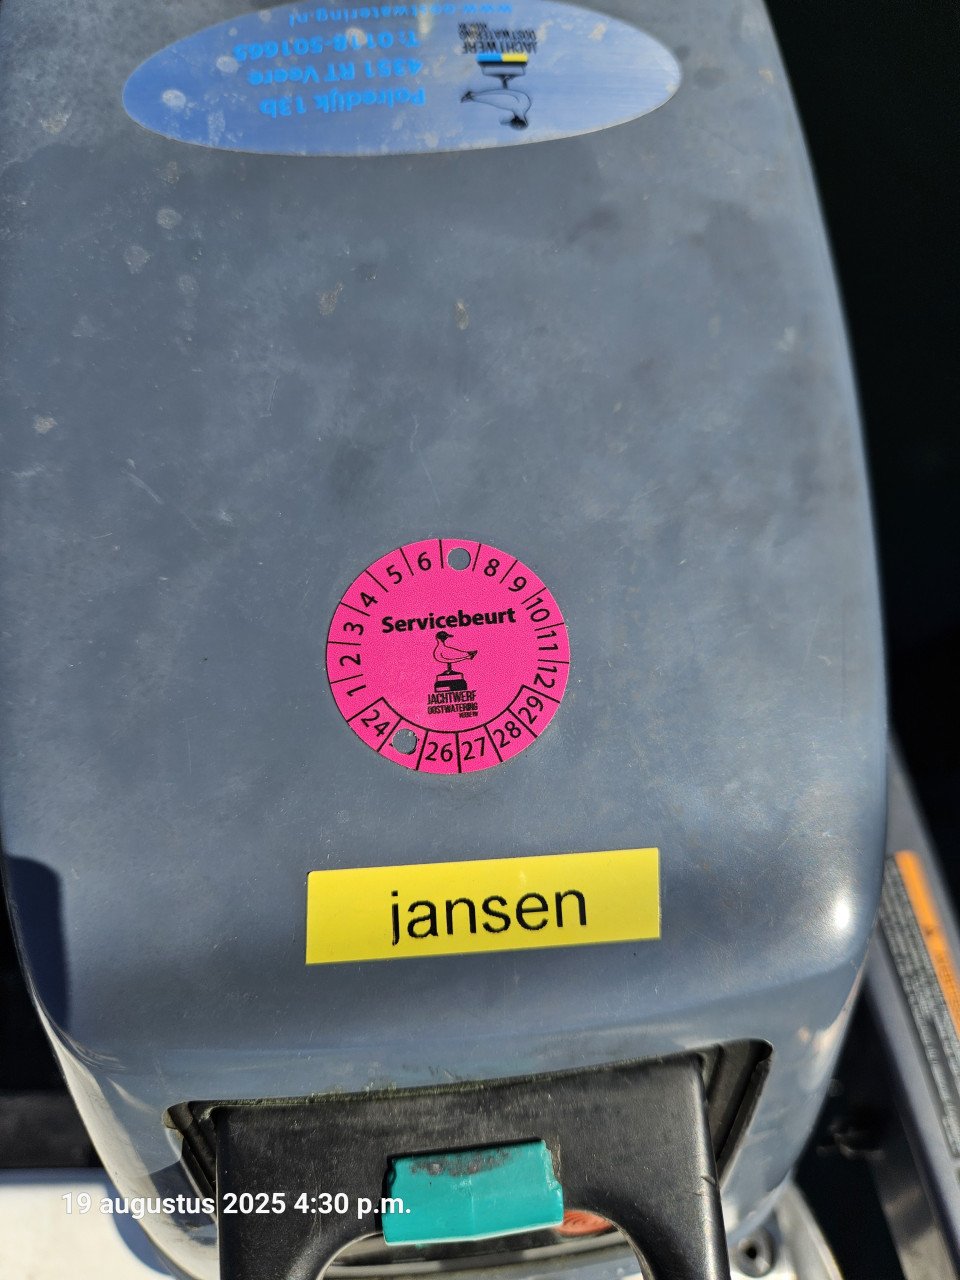 www.oostwatering.nl
T: 0118-501665
4351 RT Veere
Polredijk 13b
JACHTWERF
OOSTWATERING
1 2 3 4 5 6 8 9 10 11 12
Servicebeurt
JACHTWERF
OOSTWATERING
24 26 27 28 29
jansen
19 augustus 2025 4:30 p.m.